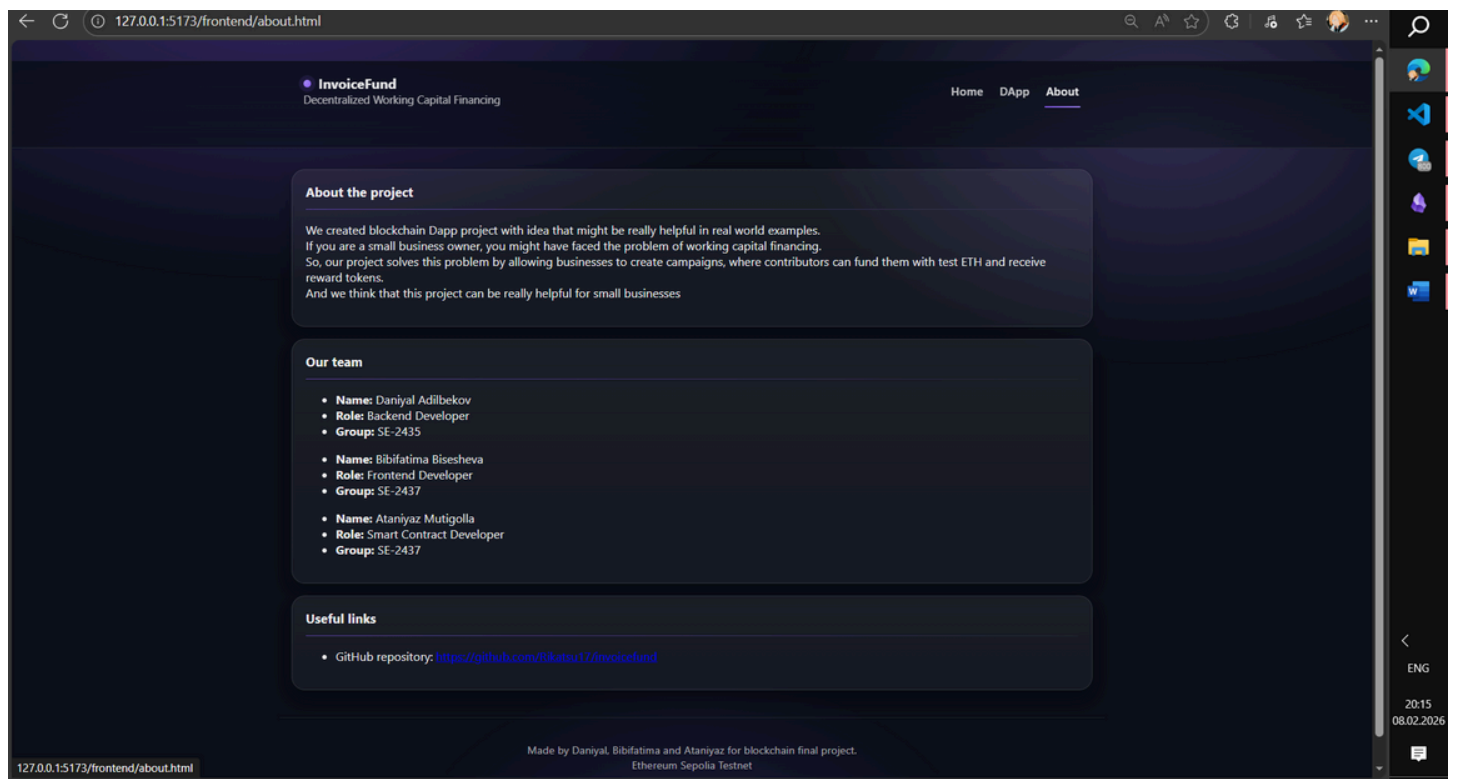 127.0.0.1:5173/frontend/about.html
InvoiceFund
Decentralized Working Capital Financing
Home DApp About
About the project
We created blockchain Dapp project with idea that might be really helpful in real world examples.
If you are a small business owner, you might have faced the problem of working capital financing.
So, our project solves this problem by allowing businesses to create campaigns, where contributors can fund them with test ETH and receive
reward tokens.
And we think that this project can be really helpful for small businesses
Our team
• Name: Daniyal Adilbekov
• Role: Backend Developer
• Group: SE-2435
• Name: Bibifatima Bisesheva
• Role: Frontend Developer
• Group: SE-2437
• Name: Ataniyaz Mutigolla
• Role: Smart Contract Developer
• Group: SE-2437
Useful links
• GitHub repository:
Made by Daniyal, Bibifatima and Ataniyaz for blockchain final project.
Ethereum Sepolia Testnet
127.0.0.1:5173/frontend/about.html
ENG
20:15
08.02.2026